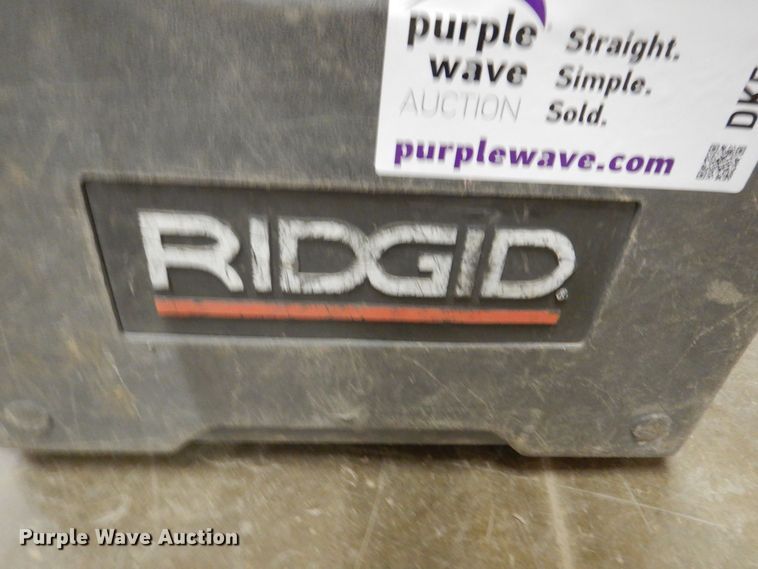 purple
wave
AUCTION
Straight.
Simple.
Sold.
purplewave.com
RIDGID®
Purple Wave Auction